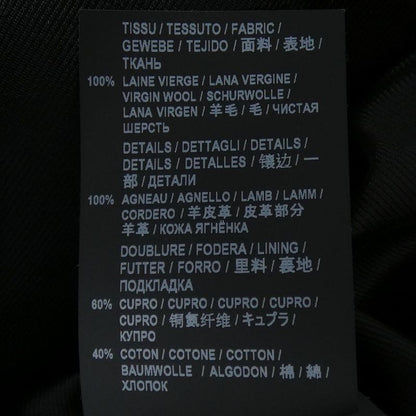 TISSU / TESSUTO / FABRIC /
GEWEBE / TEJIDO / 面料 / 表地 /
ТКАНЬ
100% LAINE VIERGE / LANA VERGINE /
VIRGIN WOOL / SCHURWOLLE /
LANA VIRGEN / 羊毛 / 毛 / ЧИСТАЯ
ШЕРСТЬ
DETAILS / DETTAGLI / DETAILS /
DETAILS / DETALLES / 镶边 / 一
部 / ДЕТАЛИ
100% AGNEAU / AGNELLO / LAMB / LAMM /
CORDERO / 羊皮革 / 皮革部分
羊革 / КОЖА ЯГНЁНКА
DOUBLURE / FODERA / LINING /
FUTTER / FORRO / 里料 / 裏地 /
ПОДКЛАДКА
60% CUPRO / CUPRO / CUPRO / CUPRO /
CUPRO / 铜氨纤维 / キュプラ /
КУПРО
40% COTON / COTONE / COTTON /
BAUMWOLLE / ALGODON / 棉 / 綿 /
ХЛОПОК